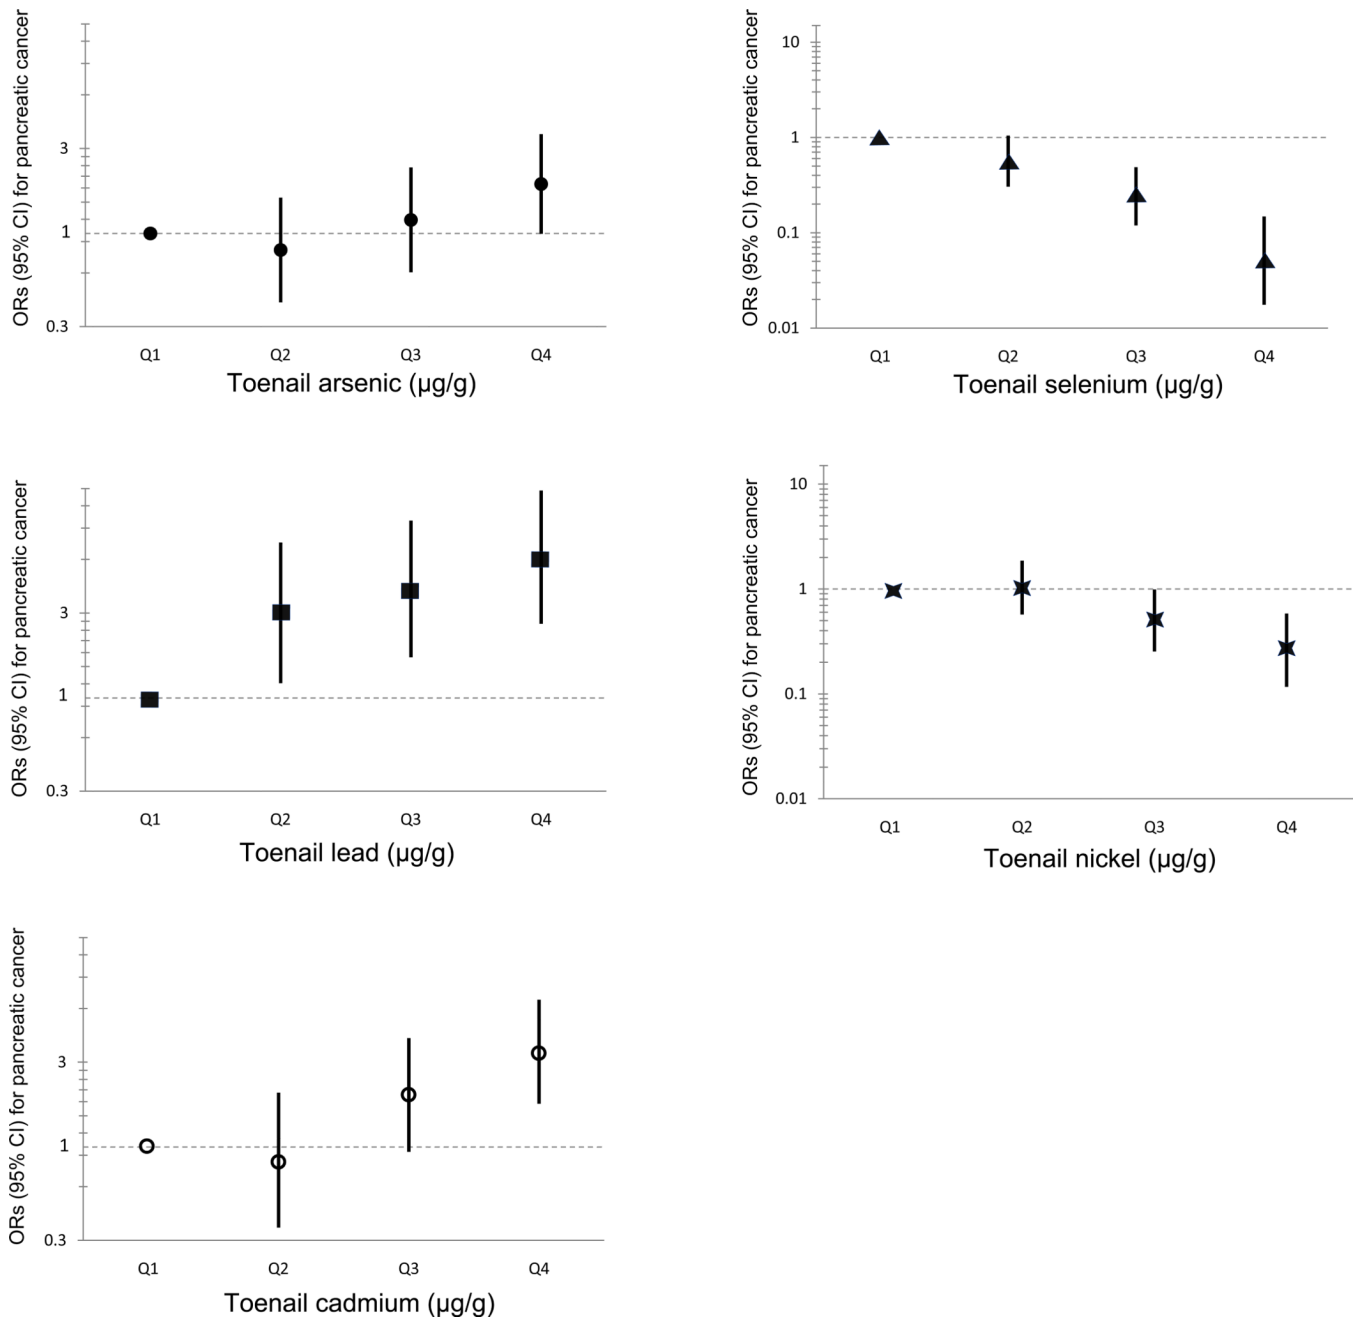 ORs (95% CI) for pancreatic cancer
3
1
0.3
Q1 Q2 Q3 Q4
Toenail arsenic (µg/g)
ORs (95% CI) for pancreatic cancer
10
1
0.1
0.01
Q1 Q2 Q3 Q4
Toenail selenium (µg/g)
ORs (95% CI) for pancreatic cancer
3
1
0.3
Q1 Q2 Q3 Q4
Toenail lead (µg/g)
ORs (95% CI) for pancreatic cancer
10
1
0.1
0.01
Q1 Q2 Q3 Q4
Toenail nickel (µg/g)
ORs (95% CI) for pancreatic cancer
3
1
0.3
Q1 Q2 Q3 Q4
Toenail cadmium (µg/g)